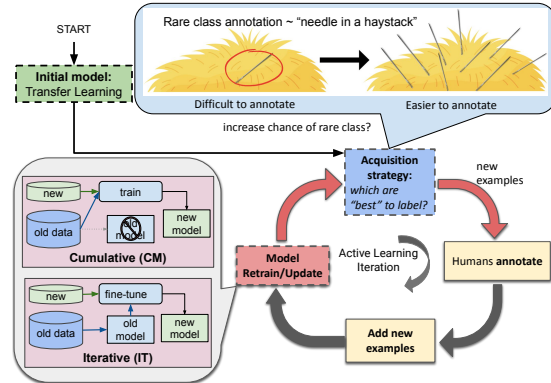 Rare class annotation ~ “needle in a haystack”
START
Initial model:
Transfer Learning
Difficult to annotate
Easier to annotate
increase chance of rare class?
Acquisition
strategy:
which are
"best" to label?
new
examples
new
train
old data
old
model
new
model
Cumulative (CM)
new
fine-tune
old data
old
model
new
model
Iterative (IT)
Model
Retrain/Update
Active Learning
Iteration
Humans annotate
Add new
examples